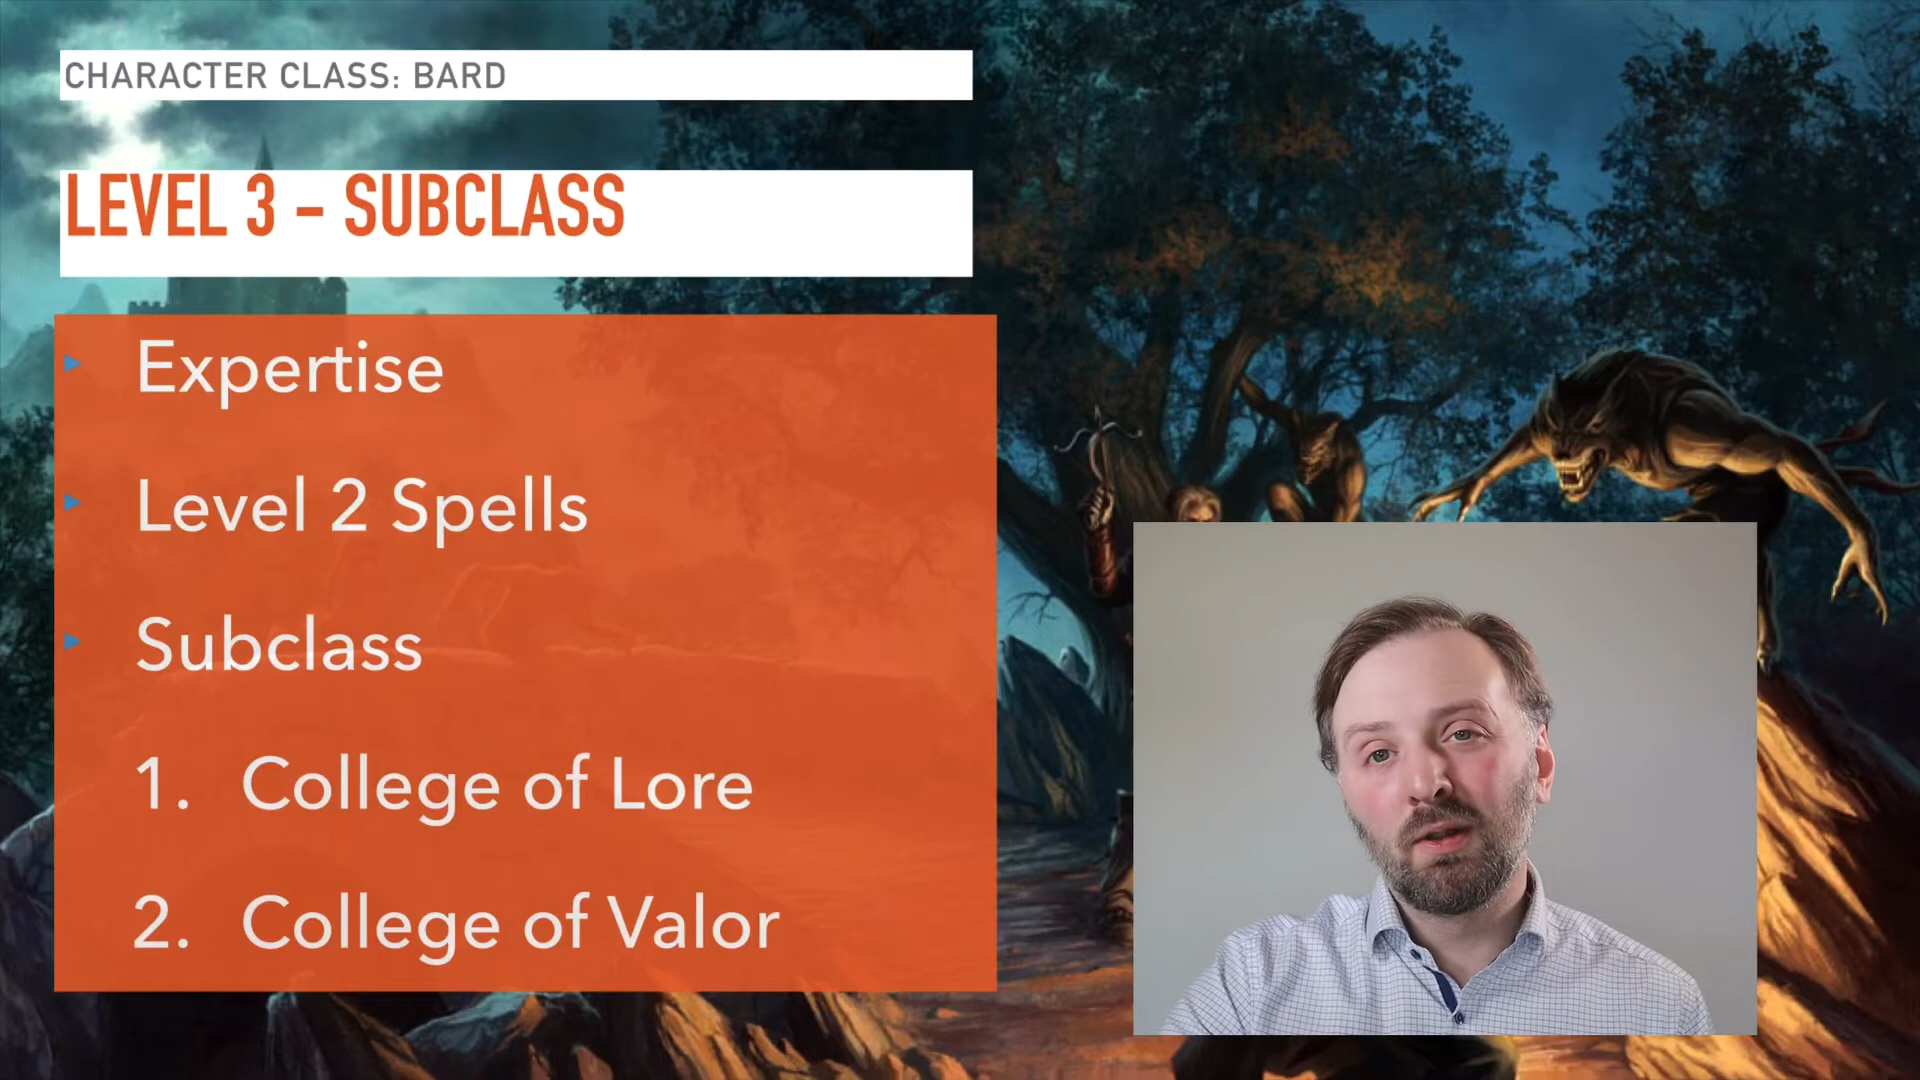 CHARACTER CLASS: BARD
LEVEL 3 – SUBCLASS
Expertise
Level 2 Spells
Subclass
1. College of Lore
2. College of Valor